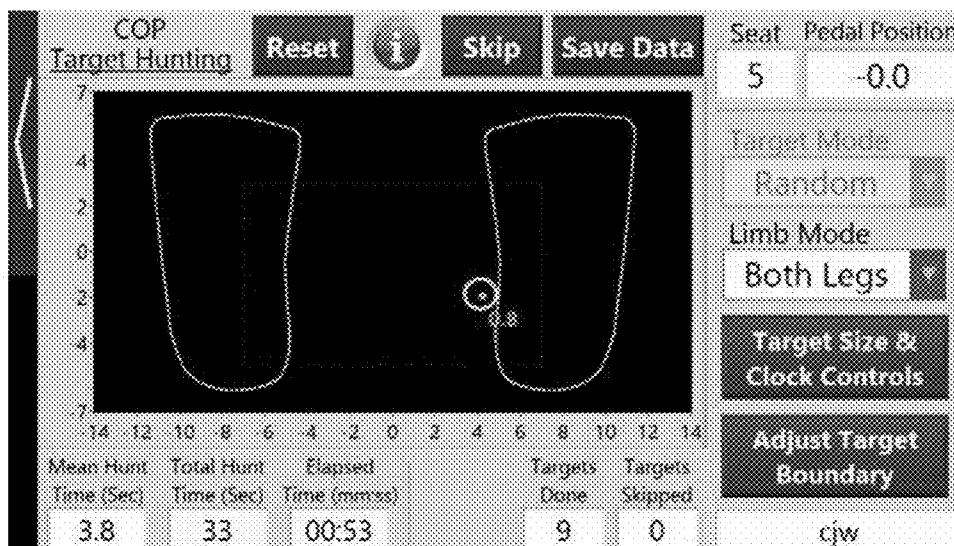 COP
Target Hunting
Reset
i
Skip
Save Data
Seat
Pedal Position
5
-0.0
Target Mode
Random
Limb Mode
Both Legs
Target Size &
Clock Controls
Adjust Target
Boundary
7
4
2
0
2
4
-7
0.8
-14 -12 10 -8 6 -4 -2 0 2 4 6 8 10 12 14
Mean Hunt
Time (Sec)
3.8
Total Hunt
Time (Sec)
33
Elapsed
Time (mm:ss)
00:53
Targets
Done
9
Targets
Skipped
0
cjw